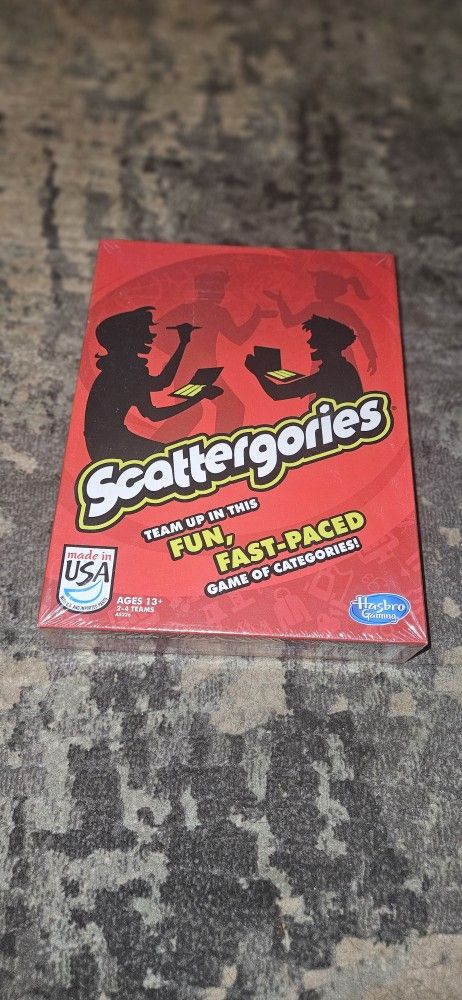 Scattergories
TEAM UP IN THIS
FUN,
FAST-PACED
GAME OF CATEGORIES!
made in
USA
AGES 13+
2-4 TEAMS
Hasbro
Gaming